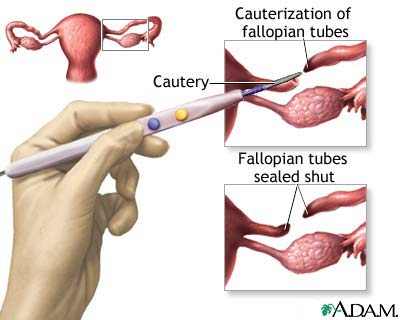 Cauterization of
fallopian tubes
Cautery
Fallopian tubes
sealed shut
A.D.A.M.